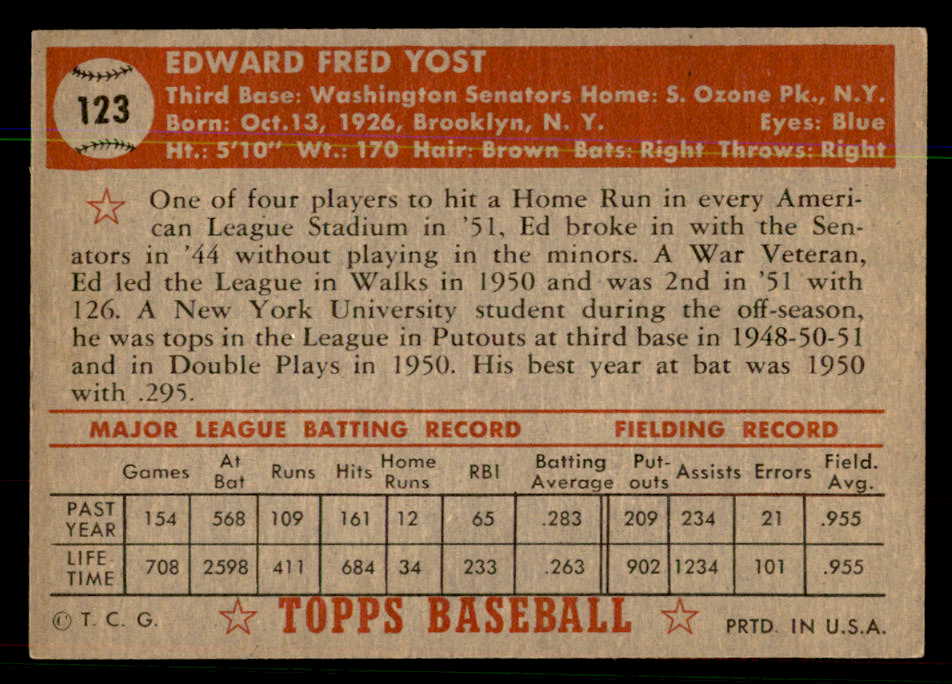 123
EDWARD FRED YOST
Third Base: Washington Senators Home: S. Ozone Pk., N.Y.
Born: Oct.13, 1926, Brooklyn, N. Y. Eyes: Blue
Ht.: 5'10" Wt.: 170 Hair: Brown Bats: Right Throws: Right
One of four players to hit a Home Run in every Ameri-
can League Stadium in '51, Ed broke in with the Sen-
ators in '44 without playing in the minors. A War Veteran,
Ed led the League in Walks in 1950 and was 2nd in '51 with
126. A New York University student during the off-season,
he was tops in the League in Putouts at third base in 1948-50-51
and in Double Plays in 1950. His best year at bat was 1950
with .295.
MAJOR LEAGUE BATTING RECORD FIELDING RECORD
Games At Bat Runs Hits Home Runs RBI Batting Average Put-outs Assists Errors Field. Avg.
PAST YEAR 154 568 109 161 12 65 .283 209 234 21 .955
LIFE TIME 708 2598 411 684 34 233 .263 902 1234 101 .955
© T. C. G. TOPPS BASEBALL PRTD. IN U.S.A.